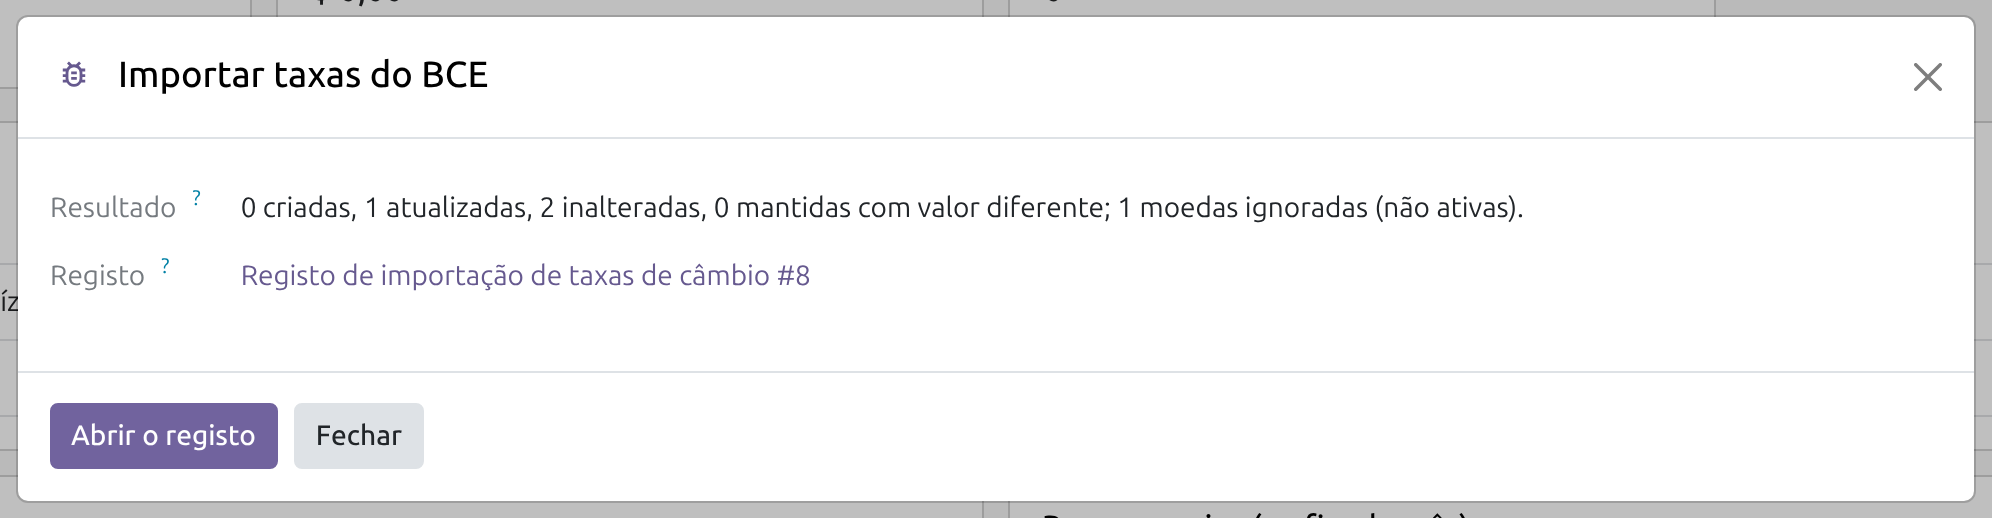 Importar taxas do BCE
Resultado ? 0 criadas, 1 atualizadas, 2 inalteradas, 0 mantidas com valor diferente; 1 moedas ignoradas (não ativas).
Registo ? Registo de importação de taxas de câmbio #8
Abrir o registo Fechar